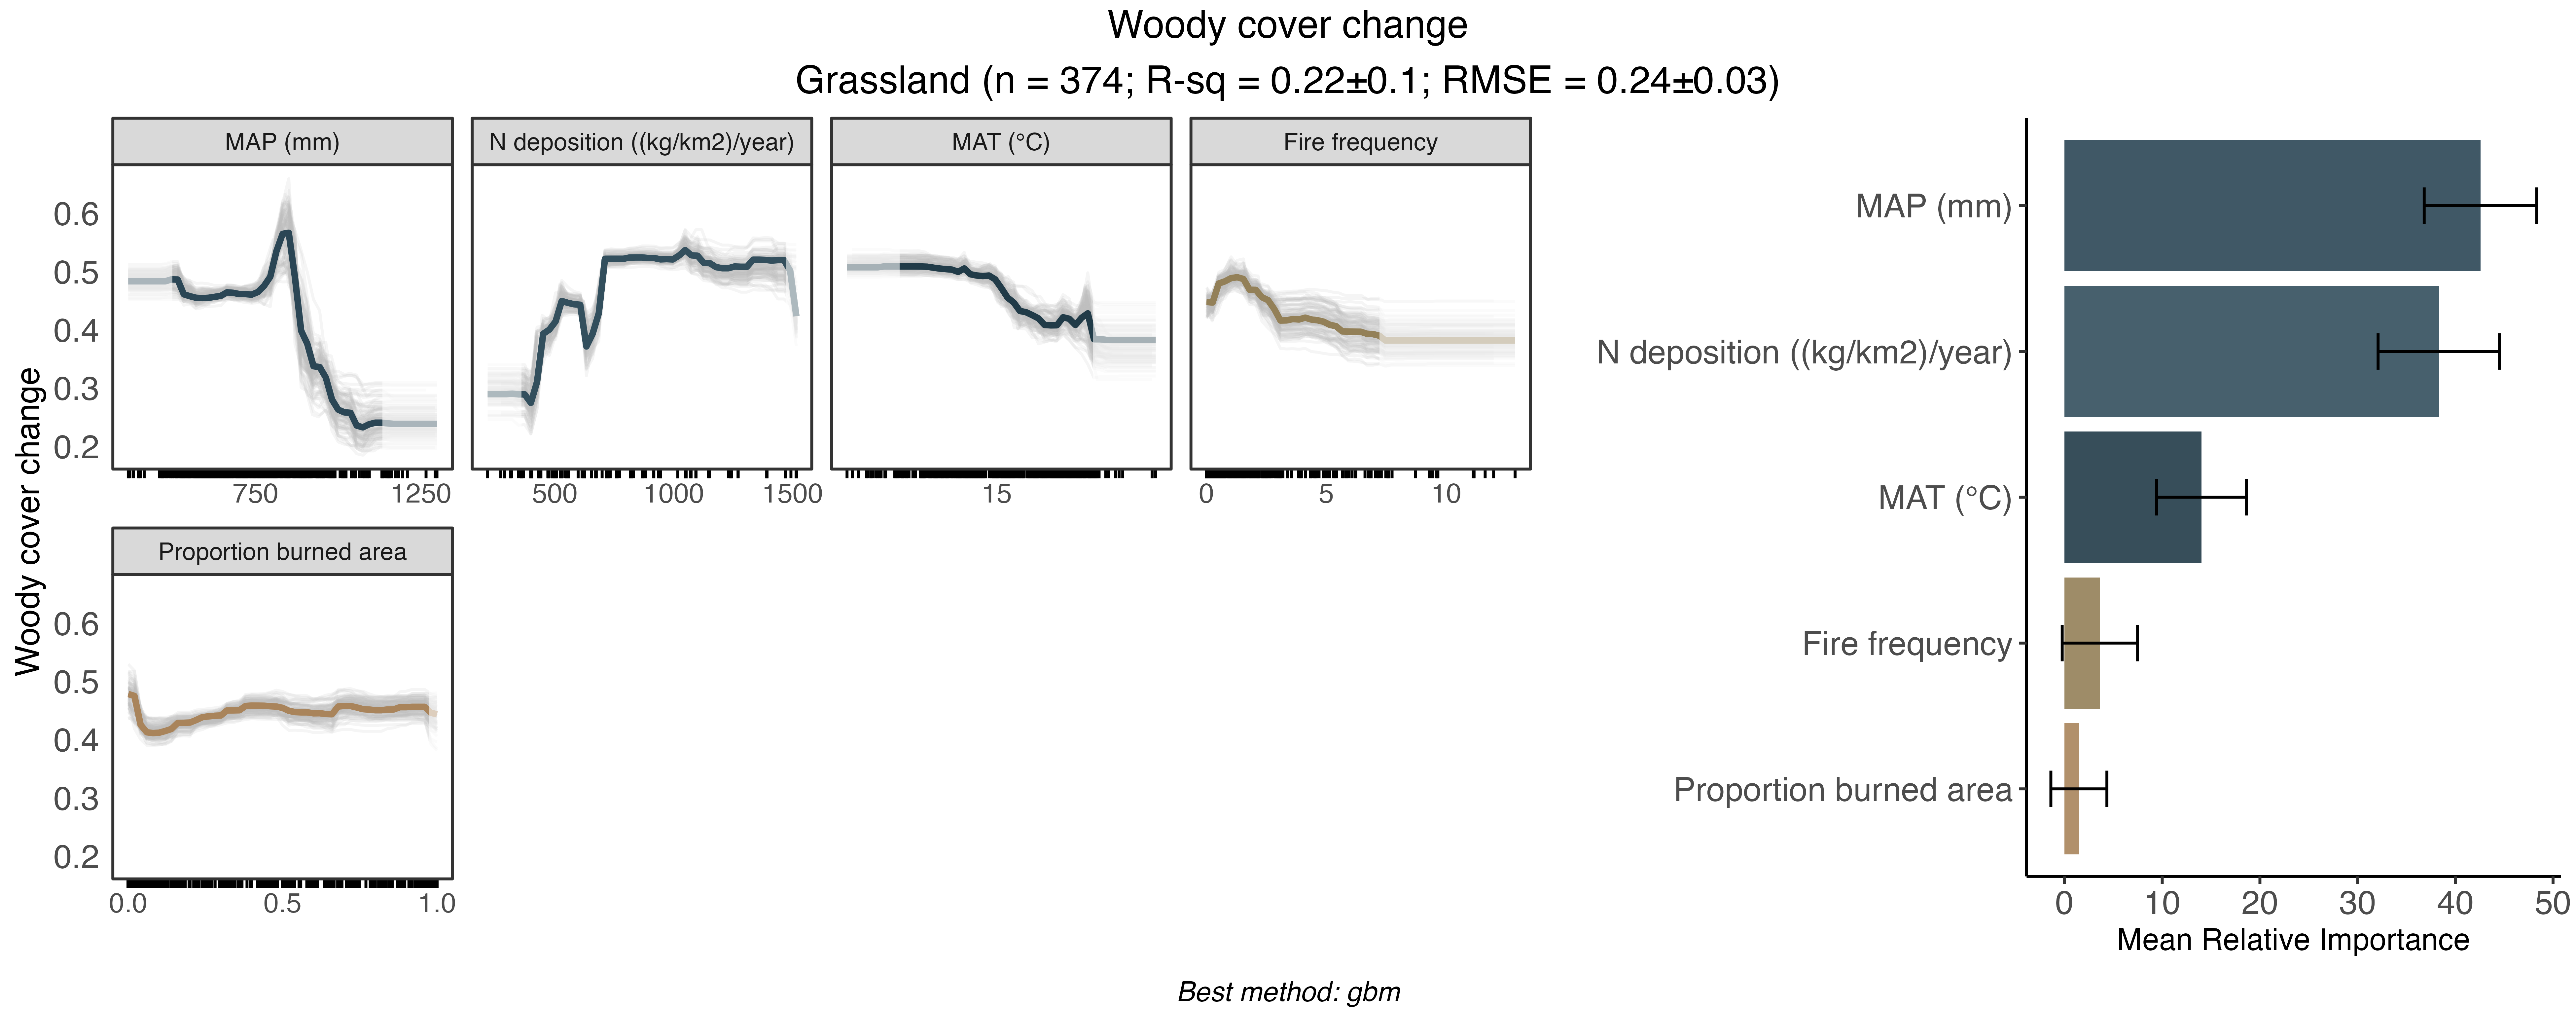 Woody cover change
Grassland (n = 374; R-sq = 0.22±0.1; RMSE = 0.24±0.03)
Woody cover change
MAP (mm)
0.6
0.5
0.4
0.3
0.2
750 1250
N deposition ((kg/km2)/year)
500 1000 1500
MAT (°C)
15
Fire frequency
0 5 10
Proportion burned area
0.6
0.5
0.4
0.3
0.2
0.0 0.5 1.0
MAP (mm)
N deposition ((kg/km2)/year)
MAT (°C)
Fire frequency
Proportion burned area
0 10 20 30 40 50
Mean Relative Importance
Best method: gbm